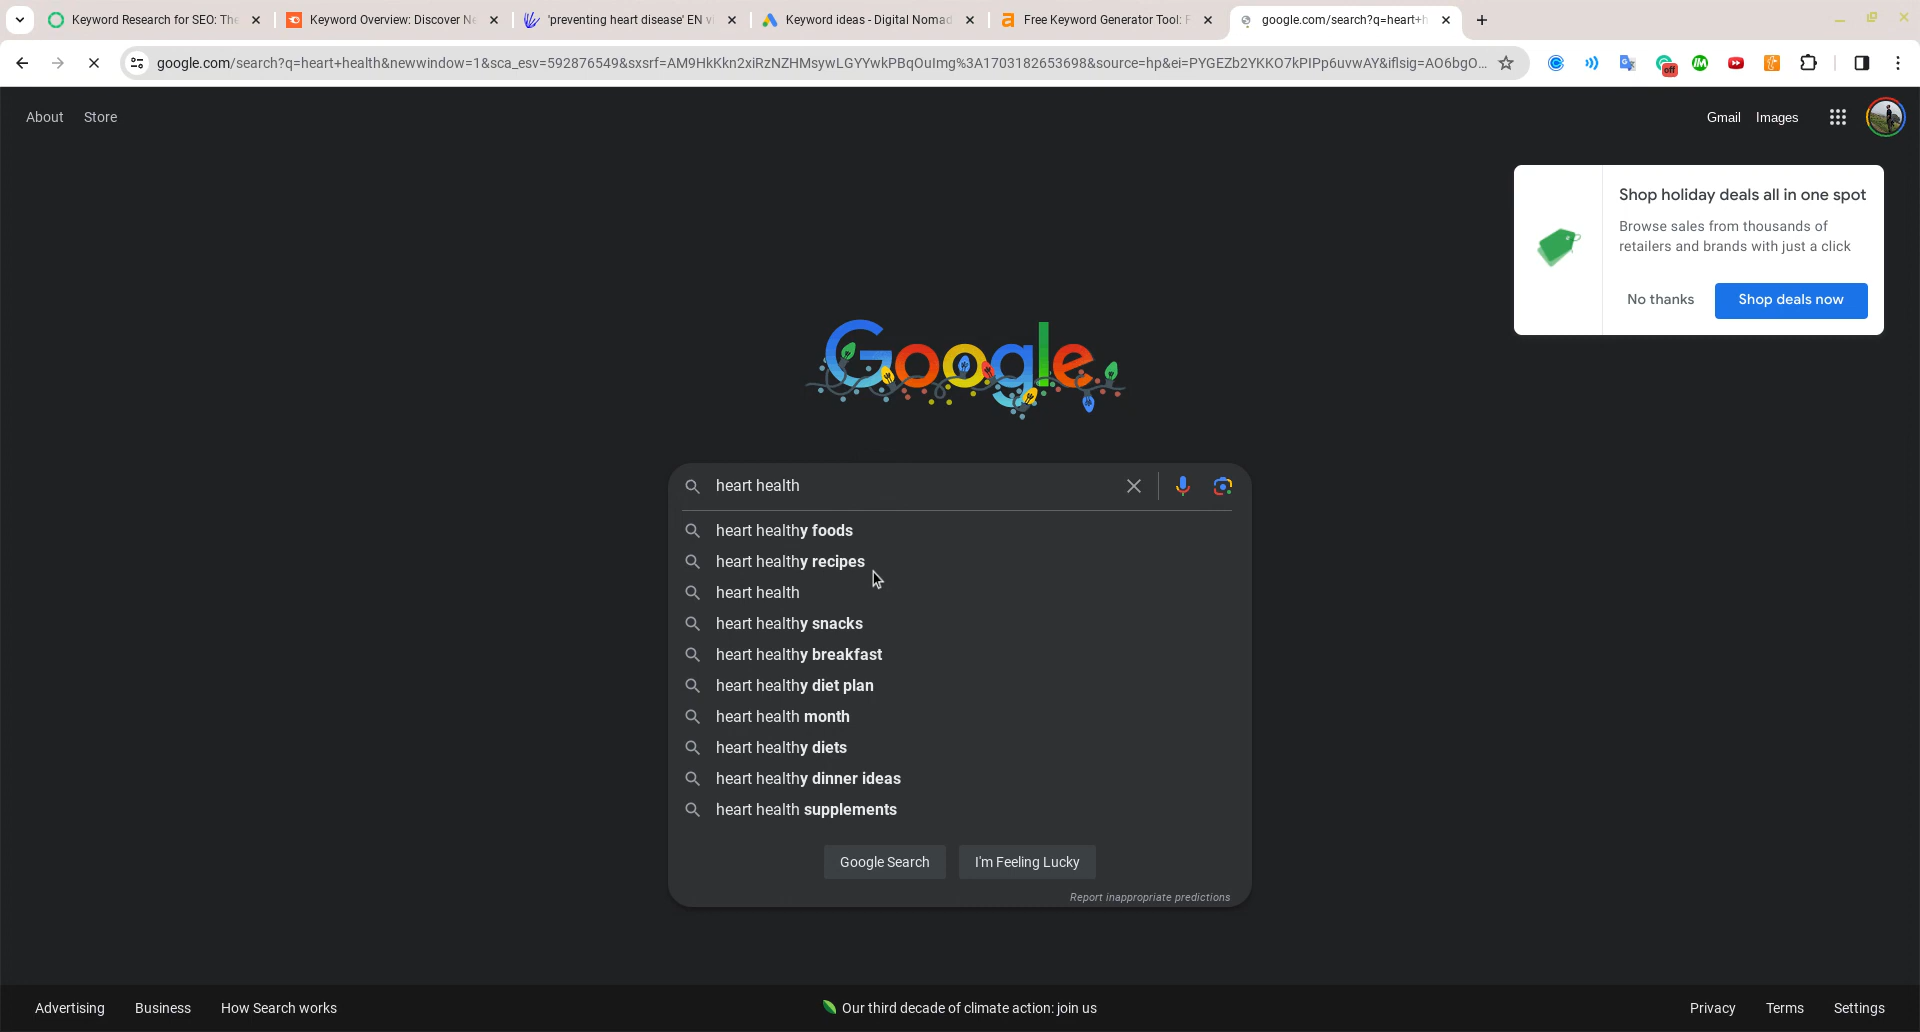 Keyword Research for SEO: The
Keyword Overview: Discover Ne
'preventing heart disease' EN vi
Keyword ideas - Digital Nomad
Free Keyword Generator Tool: F
google.com/search?q=heart+h
google.com/search?q=heart+health&newwindow=1&sca_esv=592876549&sxsrf=AM9HkKkn2xiRzNZHMsywLGYYwkPBqOuImg%3A1703182653698&source=hp&ei=PYGEZb2YKKO7kPIPp6uvwAY&iflsig=AO6bgO...
off
About Store
Gmail Images
Shop holiday deals all in one spot
Browse sales from thousands of
retailers and brands with just a click
No thanks Shop deals now
Google
heart health
heart healthy foods
heart healthy recipes
heart health
heart healthy snacks
heart healthy breakfast
heart healthy diet plan
heart health month
heart healthy diets
heart healthy dinner ideas
heart health supplements
Google Search I'm Feeling Lucky
Report inappropriate predictions
Advertising Business How Search works
Our third decade of climate action: join us
Privacy Terms Settings